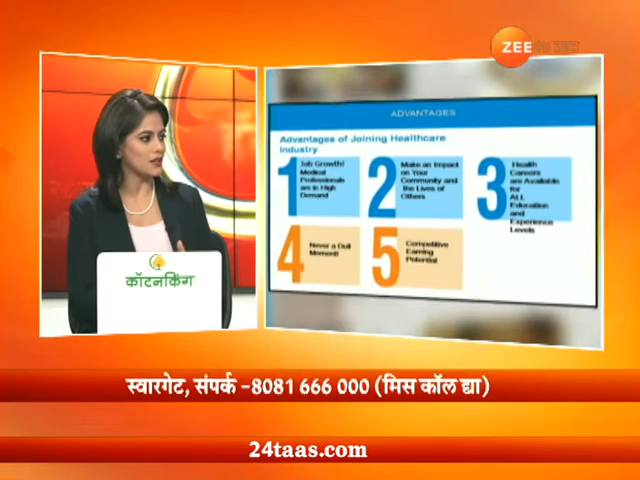 ZEE
ADVANTAGES
Advantages of Joining Healthcare
Industry
1
Job Growth!
Medical
Professionals
are in High
Demand
2
Make an Impact
on Your
Community and
the Lives of
Others
3
Health
Careers
are Available
for
ALL
Education
and
Experience
Levels
4
Never a Dull
Moment!
5
Competitive
Earning
Potential
कॉटनकिंग
स्वारगेट, संपर्क -8081 666 000 (मिस कॉल द्या)
24taas.com